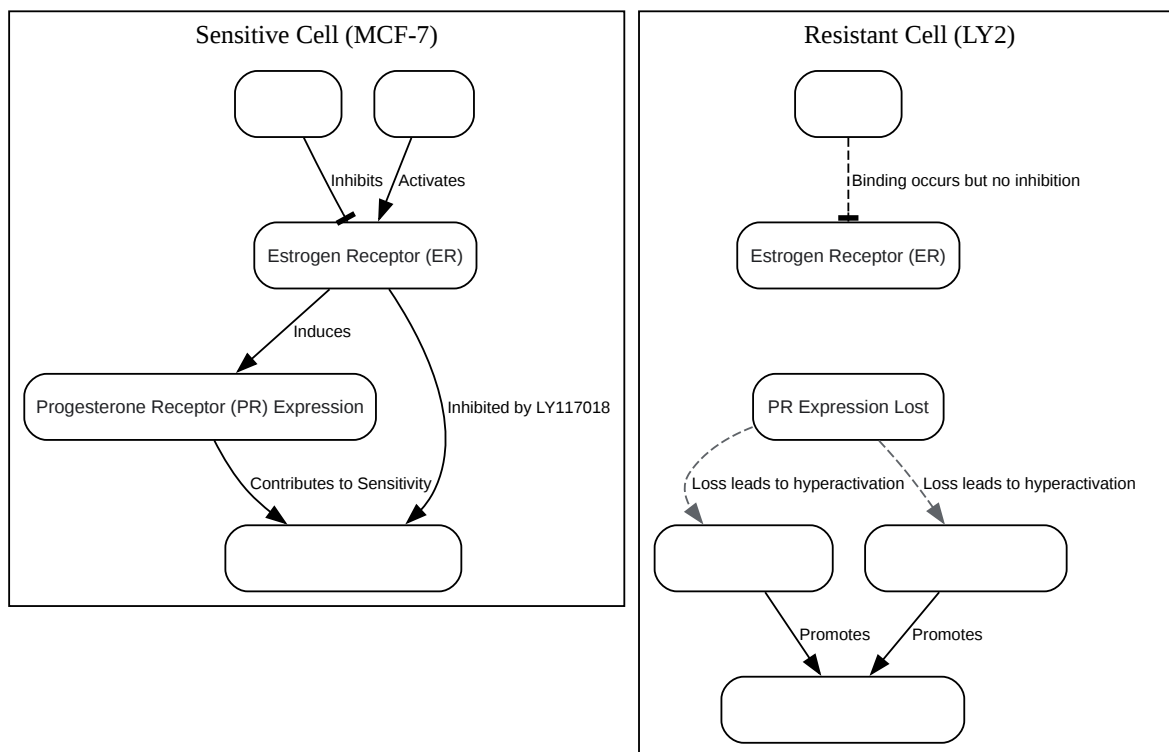 Sensitive Cell (MCF-7)
Inhibits
Activates
Estrogen Receptor (ER)
Induces
Progesterone Receptor (PR) Expression
Inhibited by LY117018
Contributes to Sensitivity
Resistant Cell (LY2)
Binding occurs but no inhibition
Estrogen Receptor (ER)
PR Expression Lost
Loss leads to hyperactivation
Loss leads to hyperactivation
Promotes
Promotes